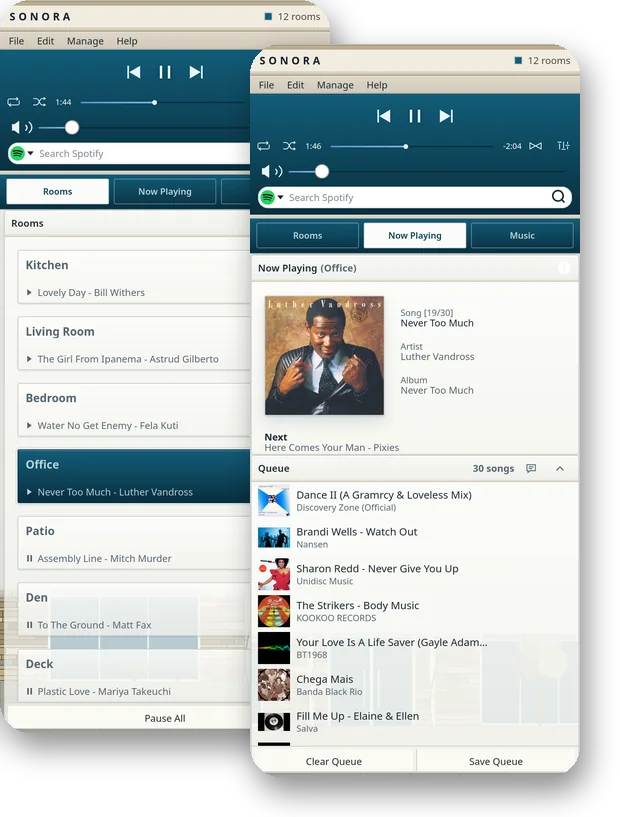 SONORA
12 rooms
File Edit Manage Help
1:44
Search Spotify
Rooms Now Playing
Rooms
Kitchen
Lovely Day - Bill Withers
Living Room
The Girl From Ipanema - Astrud Gilberto
Bedroom
Water No Get Enemy - Fela Kuti
Office
Never Too Much - Luther Vandross
Patio
Assembly Line - Mitch Murder
Den
To The Ground - Matt Fax
Deck
Plastic Love - Mariya Takeuchi
Pause All
SONORA
12 rooms
File Edit Manage Help
1:46 -2:04
Search Spotify
Rooms Now Playing Music
Now Playing (Office)
Luther Vandross
Song [19/30]
Never Too Much
Artist
Luther Vandross
Album
Never Too Much
Next
Here Comes Your Man - Pixies
Queue 30 songs
Dance II (A Gramrcy & Loveless Mix)
Discovery Zone (Official)
Brandi Wells - Watch Out
Nansen
Sharon Redd - Never Give You Up
Unidisc Music
The Strikers - Body Music
KOOKOO RECORDS
Your Love Is A Life Saver (Gayle Adam...
BT1968
Chega Mais
Banda Black Rio
Fill Me Up - Elaine & Ellen
Salva
Clear Queue Save Queue